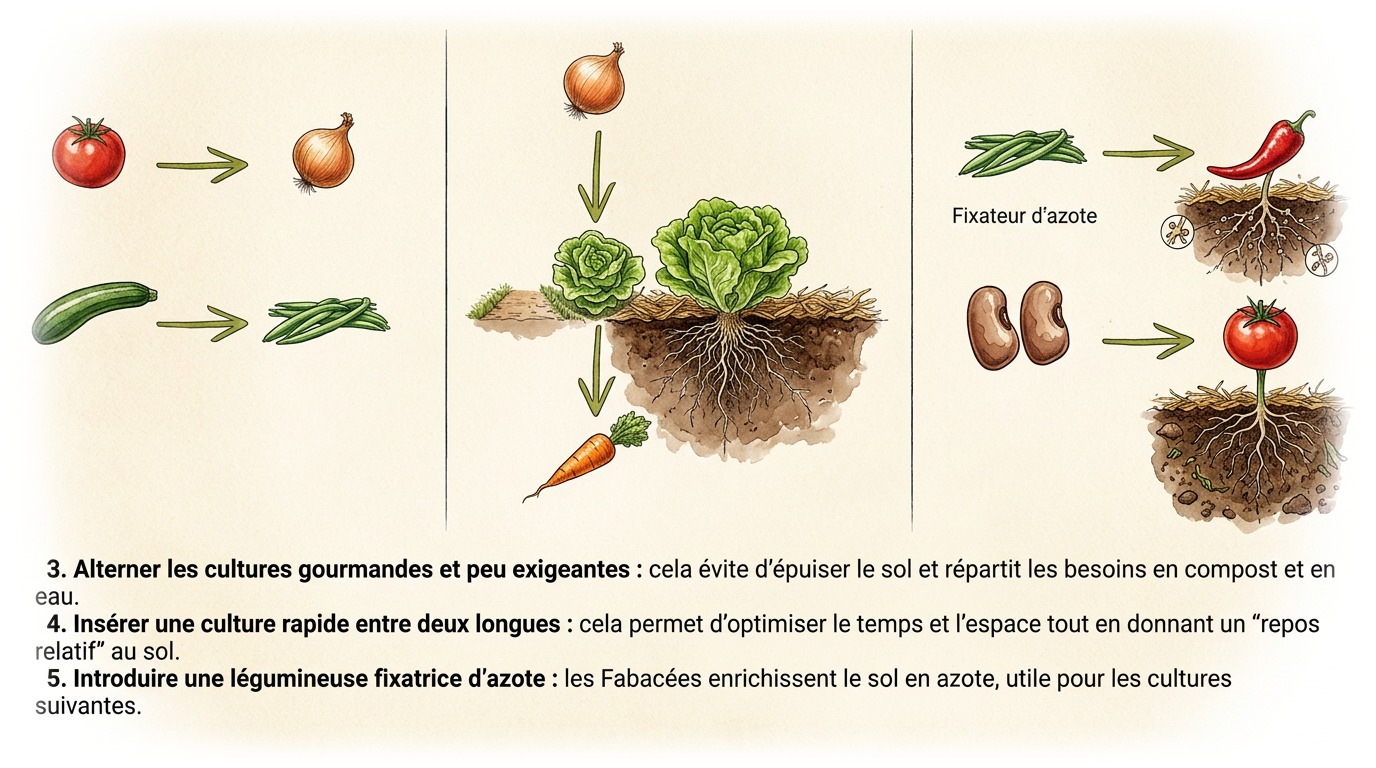 Fixateur d’azote
3. Alterner les cultures gourmandes et peu exigeantes : cela évite d’épuiser le sol et répartit les besoins en compost et en
eau.
4. Insérer une culture rapide entre deux longues : cela permet d’optimiser le temps et l’espace tout en donnant un “repos
relatif” au sol.
5. Introduire une légumineuse fixatrice d’azote : les Fabacées enrichissent le sol en azote, utile pour les cultures
suivantes.